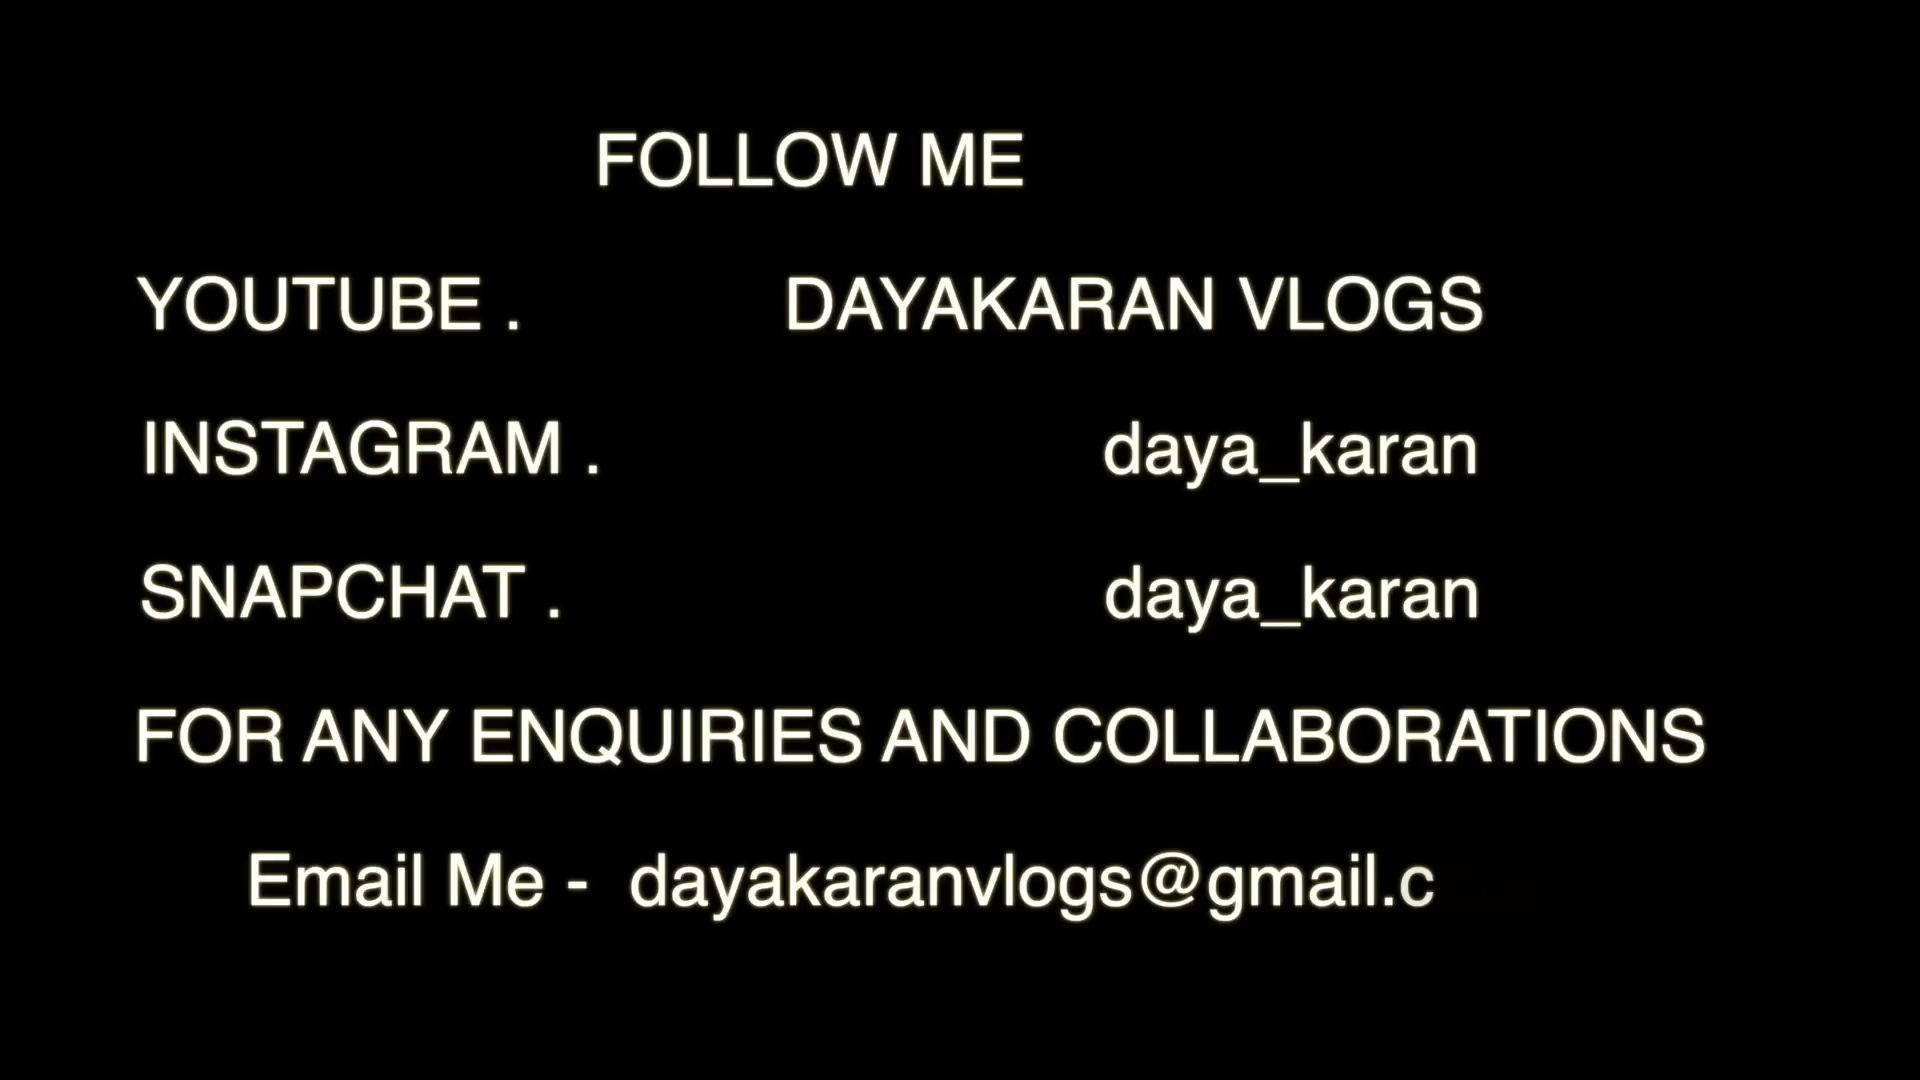 FOLLOW ME
YOUTUBE . DAYAKARAN VLOGS
INSTAGRAM . daya_karan
SNAPCHAT . daya_karan
FOR ANY ENQUIRIES AND COLLABORATIONS
Email Me - dayakaranvlogs@gmail.c